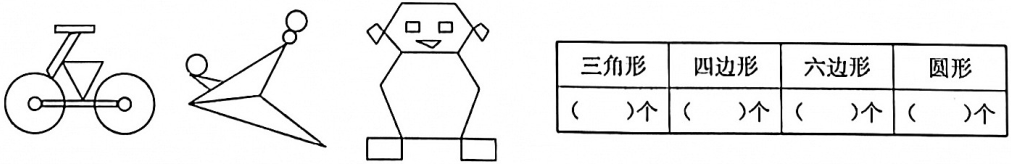 三角形 四边形 六边形 圆形
( )个 ( )个 ( )个 ( )个